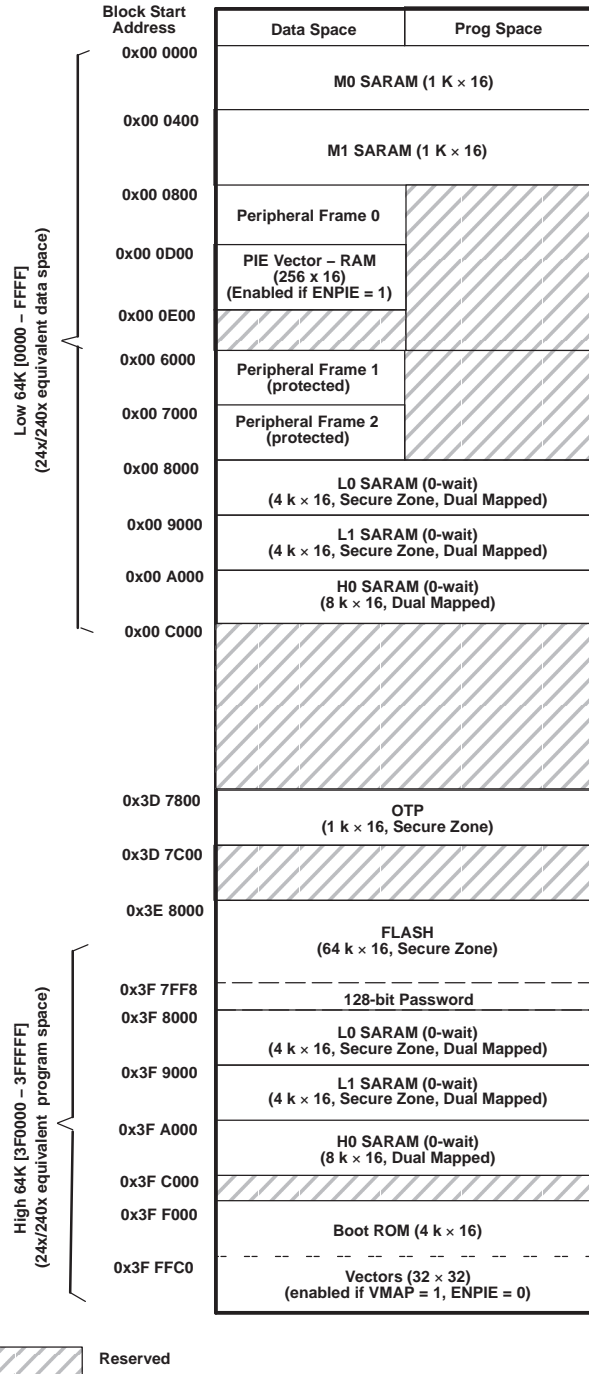 Block Start
Address
Data Space
Prog Space
0x00 0000
M0 SARAM (1 K × 16)
0x00 0400
M1 SARAM (1 K × 16)
0x00 0800
Peripheral Frame 0
0x00 0D00
PIE Vector – RAM
(256 x 16)
(Enabled if ENPIE = 1)
0x00 0E00
0x00 6000
Peripheral Frame 1
(protected)
0x00 7000
Peripheral Frame 2
(protected)
0x00 8000
L0 SARAM (0-wait)
(4 k × 16, Secure Zone, Dual Mapped)
0x00 9000
L1 SARAM (0-wait)
(4 k × 16, Secure Zone, Dual Mapped)
0x00 A000
H0 SARAM (0-wait)
(8 k × 16, Dual Mapped)
0x00 C000
Low 64K [0000 – FFFF]
(24x/240x equivalent data space)
0x3D 7800
OTP
(1 k × 16, Secure Zone)
0x3D 7C00
0x3E 8000
FLASH
(64 k × 16, Secure Zone)
0x3F 7FF8
128-bit Password
0x3F 8000
L0 SARAM (0-wait)
(4 k × 16, Secure Zone, Dual Mapped)
0x3F 9000
L1 SARAM (0-wait)
(4 k × 16, Secure Zone, Dual Mapped)
0x3F A000
H0 SARAM (0-wait)
(8 k × 16, Dual Mapped)
0x3F C000
0x3F F000
Boot ROM (4 k × 16)
0x3F FFC0
Vectors (32 × 32)
(enabled if VMAP = 1, ENPIE = 0)
High 64K [3F0000 – 3FFFFF]
(24x/240x equivalent program space)
Reserved